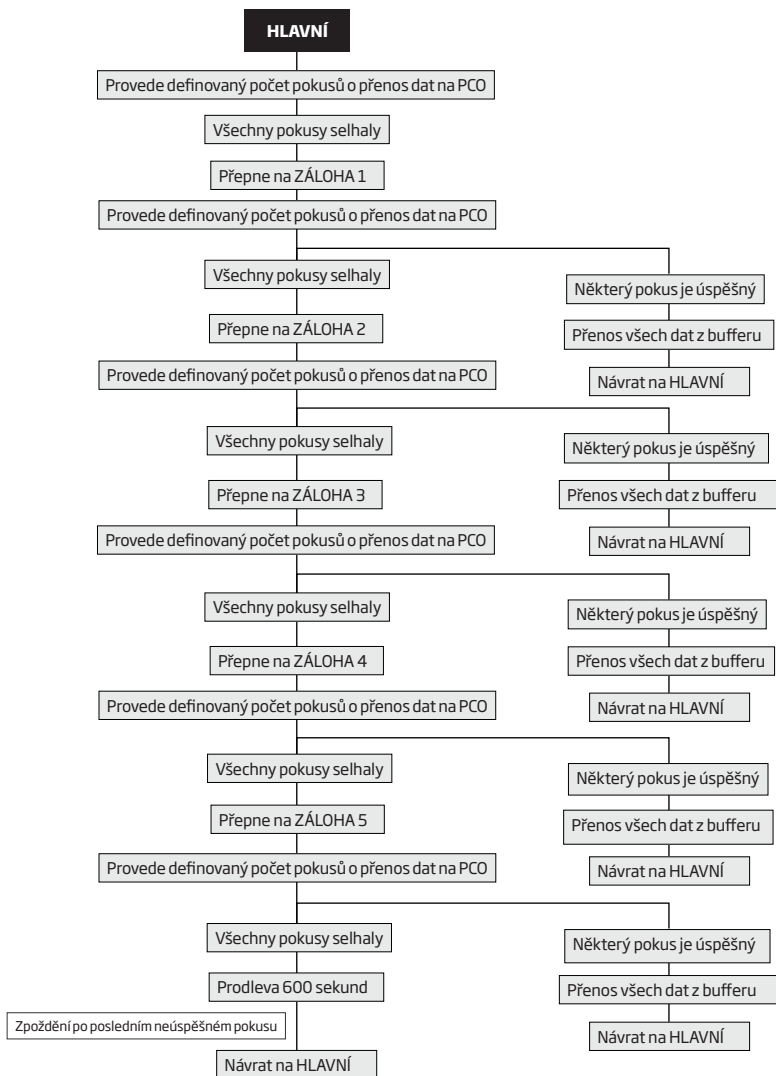 HLAVNÍ
Provede definovaný počet pokusů o přenos dat na PCO
Všechny pokusy selhaly
Přepne na ZÁLOHA 1
Provede definovaný počet pokusů o přenos dat na PCO
Všechny pokusy selhaly
Některý pokus je úspěšný
Přepne na ZÁLOHA 2
Přenos všech dat z bufferu
Provede definovaný počet pokusů o přenos dat na PCO
Návrat na HLAVNÍ
Všechny pokusy selhaly
Některý pokus je úspěšný
Přepne na ZÁLOHA 3
Přenos všech dat z bufferu
Provede definovaný počet pokusů o přenos dat na PCO
Návrat na HLAVNÍ
Všechny pokusy selhaly
Některý pokus je úspěšný
Přepne na ZÁLOHA 4
Přenos všech dat z bufferu
Provede definovaný počet pokusů o přenos dat na PCO
Návrat na HLAVNÍ
Všechny pokusy selhaly
Některý pokus je úspěšný
Přepne na ZÁLOHA 5
Přenos všech dat z bufferu
Provede definovaný počet pokusů o přenos dat na PCO
Návrat na HLAVNÍ
Všechny pokusy selhaly
Některý pokus je úspěšný
Prodleva 600 sekund
Přenos všech dat z bufferu
Zpoždění po posledním neúspěšném pokusu
Návrat na HLAVNÍ
Návrat na HLAVNÍ